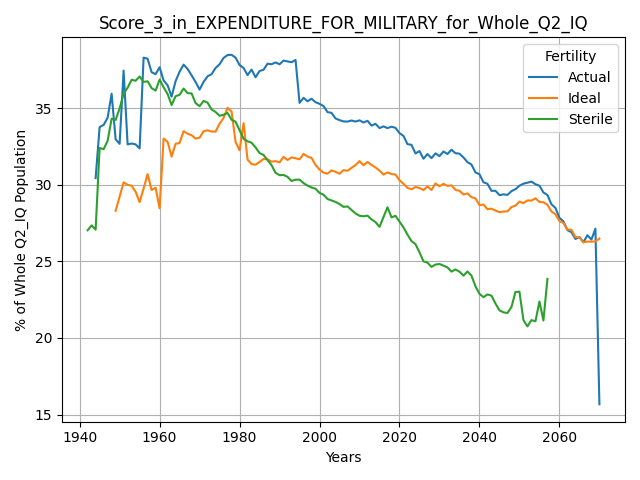 Score_3_in_EXPENDITURE_FOR_MILITARY_for_Whole_Q2_IQ
Fertility
Actual
Ideal
Sterile
% of Whole Q2_IQ Population
35
30
25
20
15
1940 1960 1980 2000 2020 2040 2060
Years